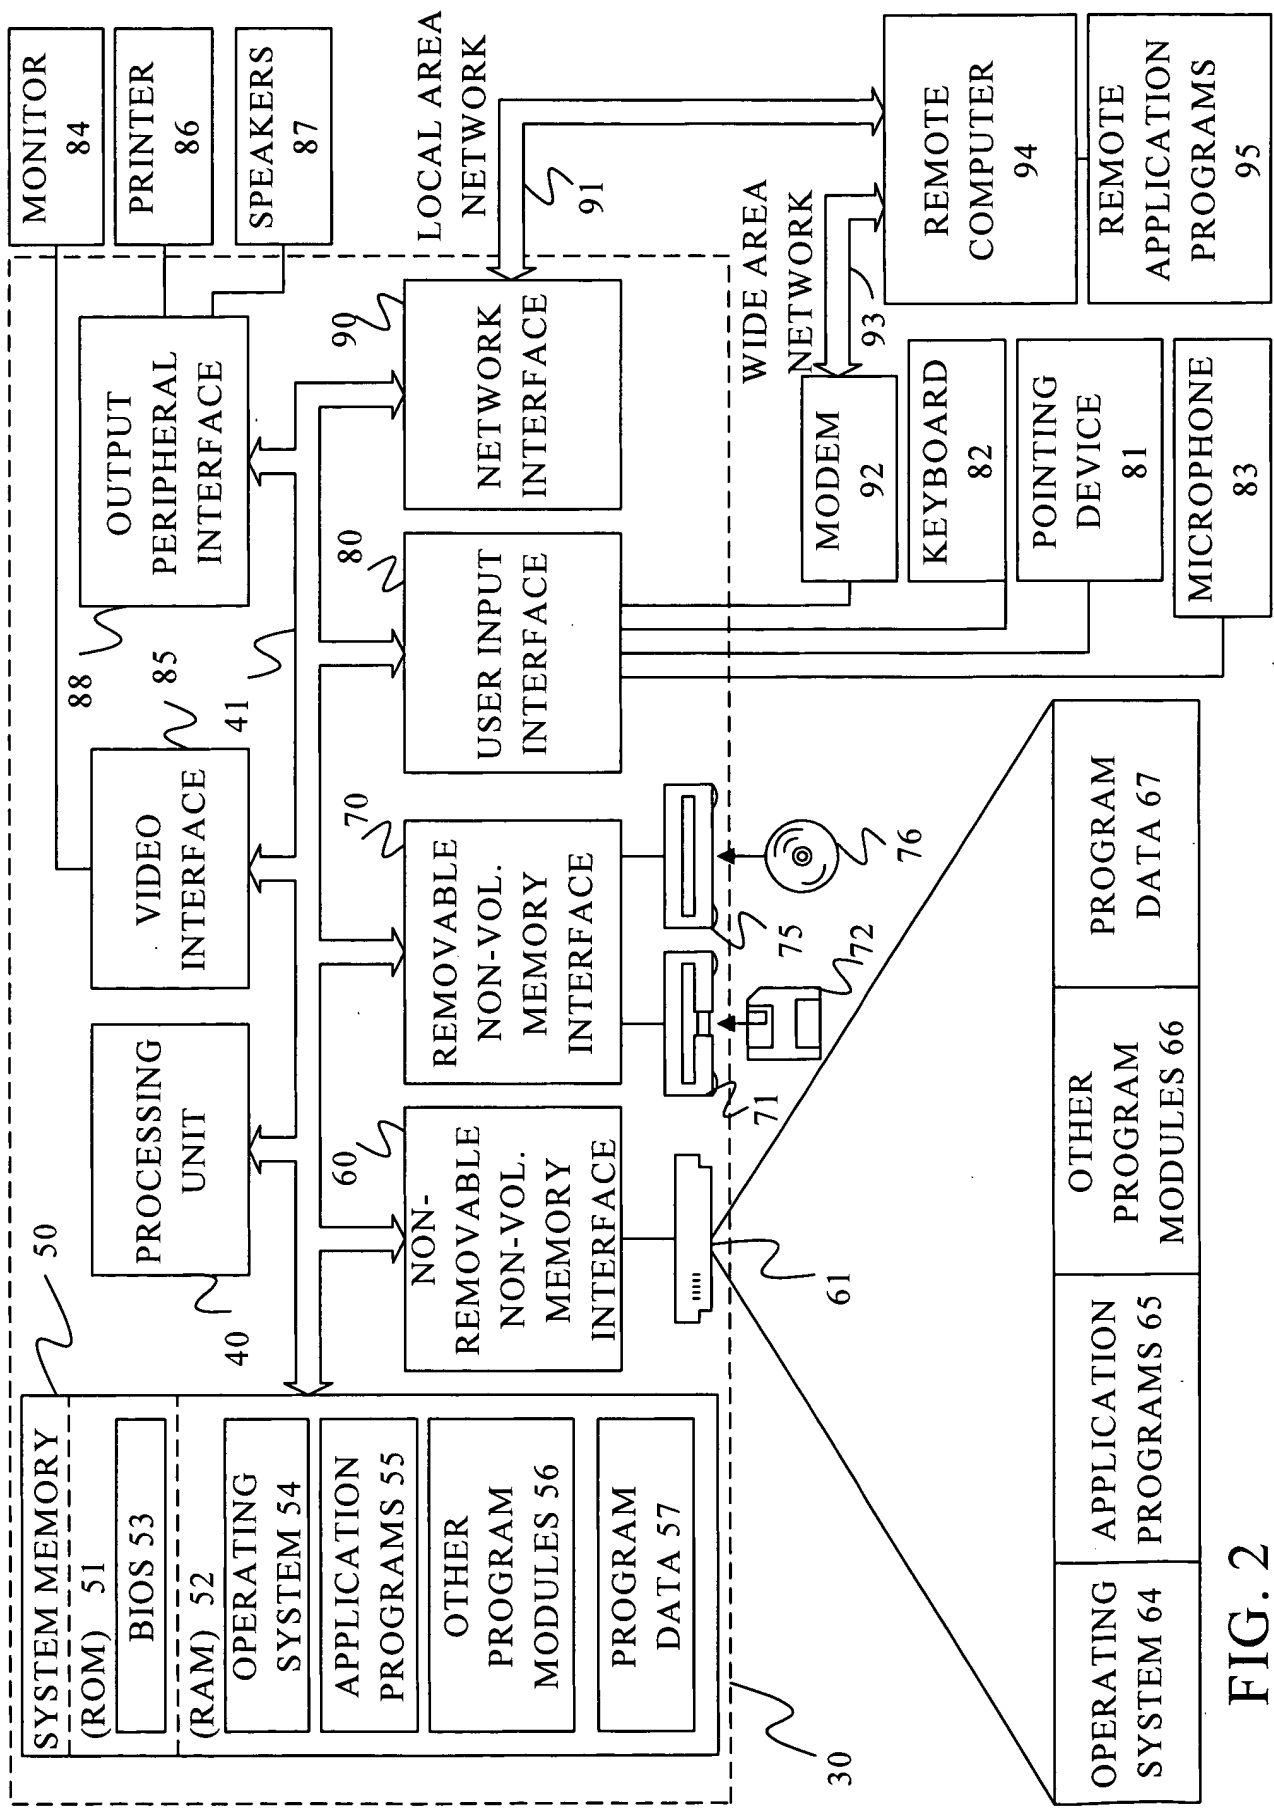 SYSTEM MEMORY
(ROM) 51
BIOS 53
(RAM) 52
OPERATING
SYSTEM 54
APPLICATION
PROGRAMS 55
OTHER
PROGRAM
MODULES 56
PROGRAM
DATA 57
50
30
40
PROCESSING
UNIT
VIDEO
INTERFACE
85
41
88
OUTPUT
PERIPHERAL
INTERFACE
MONITOR
84
PRINTER
86
SPEAKERS
87
60
NON-
REMOVABLE
NON-VOL.
MEMORY
INTERFACE
70
REMOVABLE
NON-VOL.
MEMORY
INTERFACE
80
USER INPUT
INTERFACE
90
NETWORK
INTERFACE
LOCAL AREA
NETWORK
91
61
71
72
75
76
WIDE AREA
NETWORK
93
MODEM
92
KEYBOARD
82
POINTING
DEVICE
81
MICROPHONE
83
REMOTE
COMPUTER
94
REMOTE
APPLICATION
PROGRAMS
95
OPERATING
SYSTEM 64
APPLICATION
PROGRAMS 65
OTHER
PROGRAM
MODULES 66
PROGRAM
DATA 67
FIG. 2